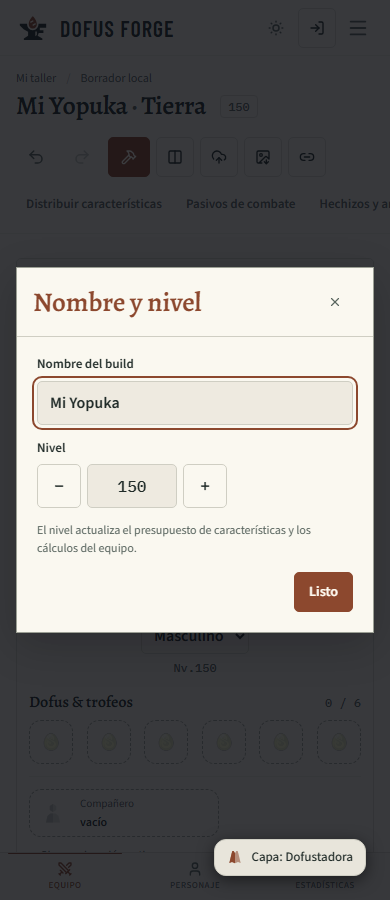 DOFUS FORGE
Mi taller / Borrador local
Mi Yopuka · Tierra 150
Distribuir características Pasivos de combate Hechizos y a
Nombre y nivel ×
Nombre del build
Mi Yopuka
Nivel
− 150 +
El nivel actualiza el presupuesto de características y los
cálculos del equipo.
Listo
Masculino
Nv.150
Dofus & trofeos 0 / 6
Compañero
vacío
Capa: Dofustadora
EQUIPO PERSONAJE ESTADÍSTICAS